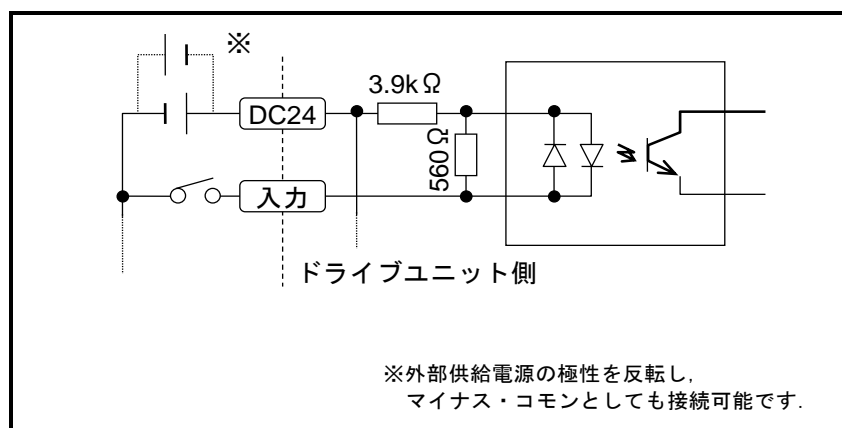 ※
3.9kΩ
DC24
560Ω
入力
ドライブユニット側
※外部供給電源の極性を反転し,
マイナス・コモンとしても接続可能です.